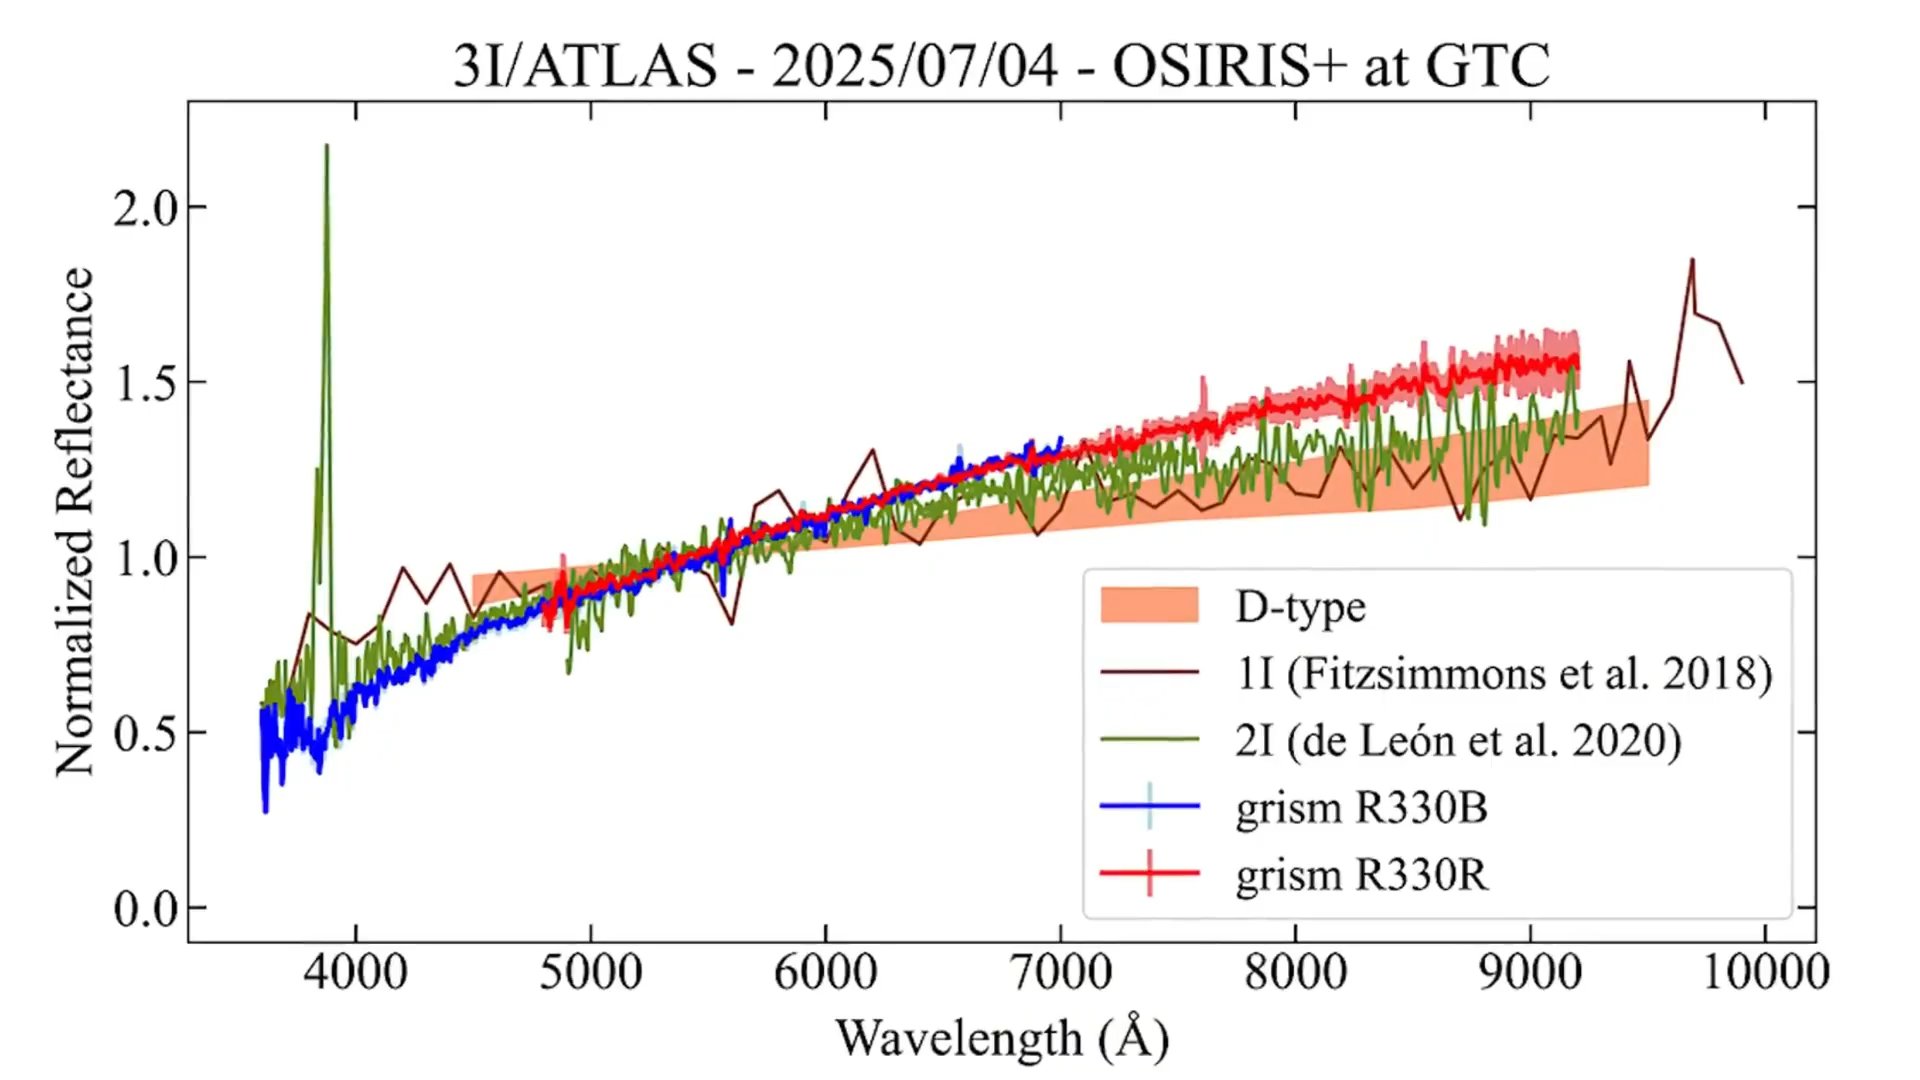 3I/ATLAS - 2025/07/04 - OSIRIS+ at GTC
Normalized Reflectance
2.0
1.5
1.0
0.5
0.0
D-type
1I (Fitzsimmons et al. 2018)
2I (de León et al. 2020)
grism R330B
grism R330R
4000 5000 6000 7000 8000 9000 10000
Wavelength (Å)